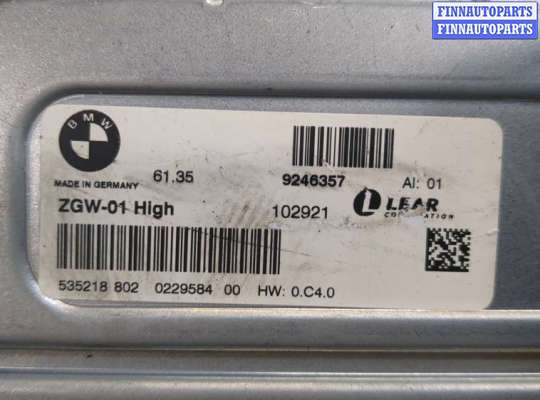 FINNAUTOPARTS
FINNAUTOPARTS
BMW
MADE IN GERMANY
61.35
9246357
AI: 01
ZGW-01 High
102921
LEAR
CORPORATION
535218 802 0229584 00 HW: 0.C4.0